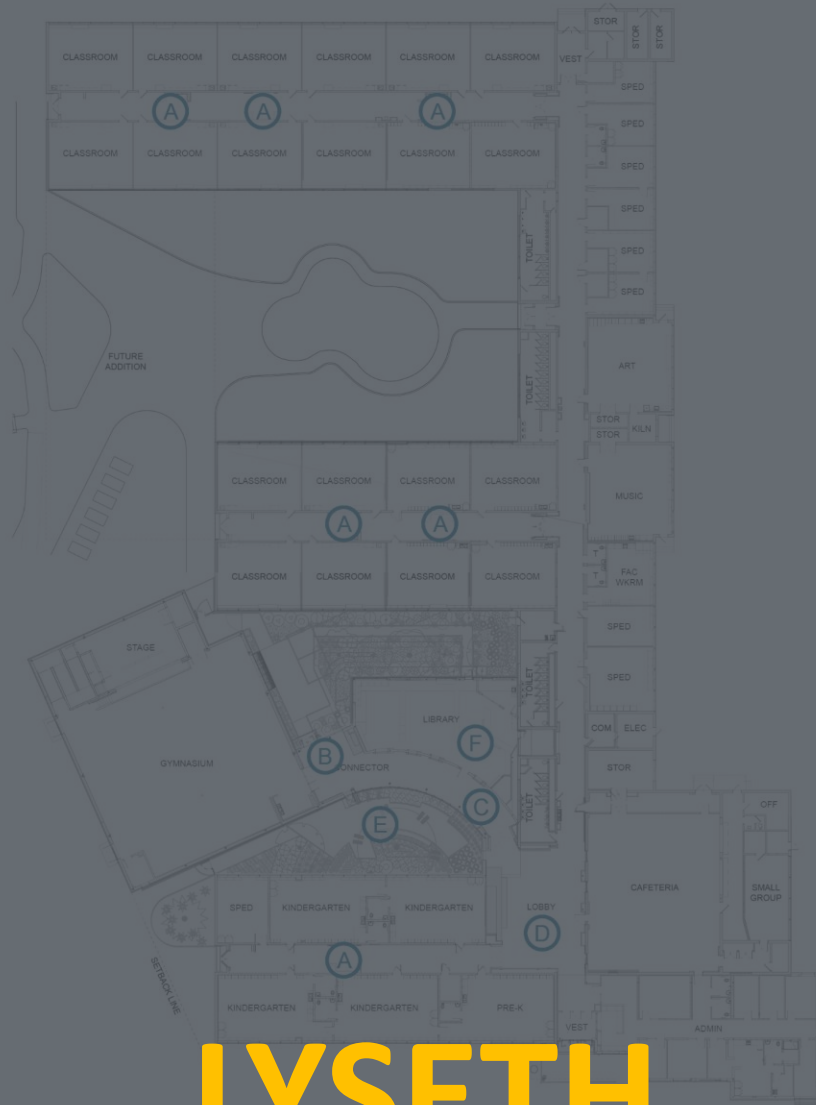 STOR
STOR
STOR
CLASSROOM CLASSROOM CLASSROOM CLASSROOM CLASSROOM CLASSROOM VEST
SPED
A A A
SPED
CLASSROOM CLASSROOM CLASSROOM CLASSROOM CLASSROOM CLASSROOM
SPED
SPED
TOILET
SPED
SPED
FUTURE
ADDITION
ART
TOILET
STOR
STOR
KILN
CLASSROOM CLASSROOM CLASSROOM CLASSROOM
MUSIC
A A
CLASSROOM CLASSROOM CLASSROOM CLASSROOM
FAC
WKRM
SPED
STAGE
SPED
TOILET
LIBRARY
COM ELEC
F
B
GYMNASIUM
CONNECTOR
STOR
TOILET
C
OFF
E
CAFETERIA
SMALL
GROUP
SPED KINDERGARTEN KINDERGARTEN LOBBY
D
A
SETBACK LINE
KINDERGARTEN KINDERGARTEN PRE-K
VEST
ADMIN
LYSETH